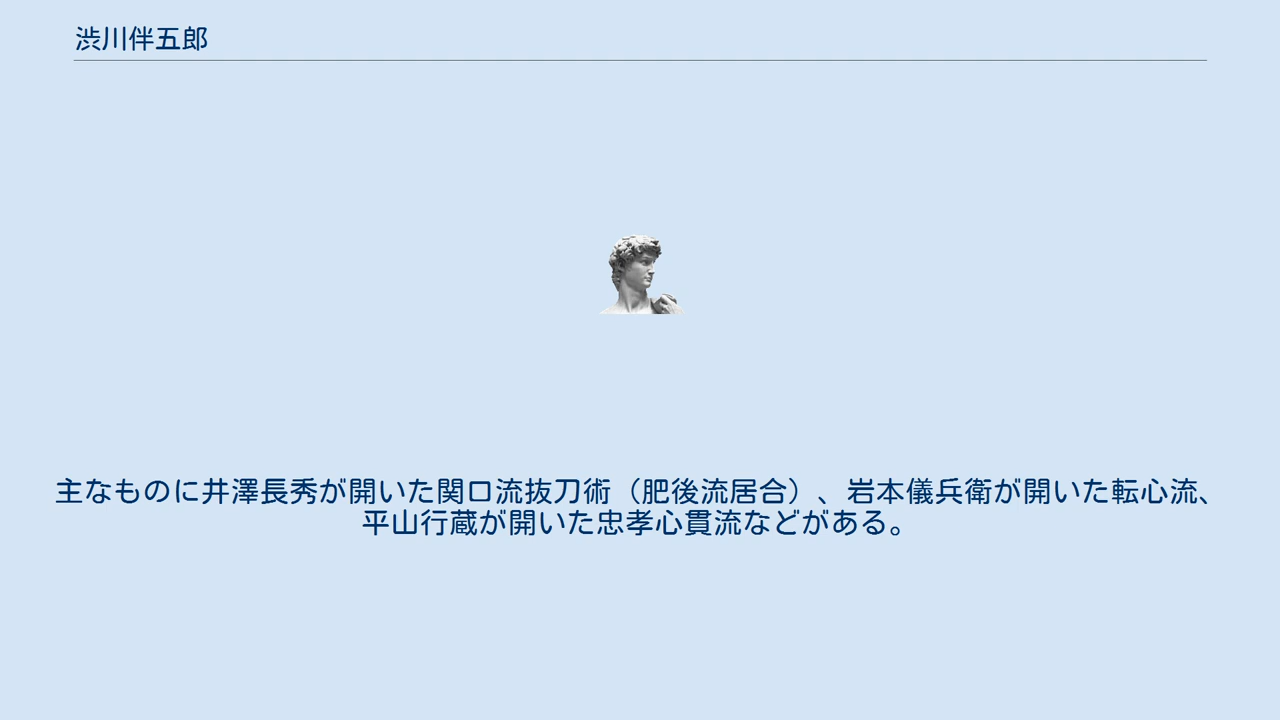 渋川伴五郎
主なものに井澤長秀が開いた関口流抜刀術（肥後流居合）、岩本儀兵衛が開いた転心流、
平山行蔵が開いた忠孝心貫流などがある。